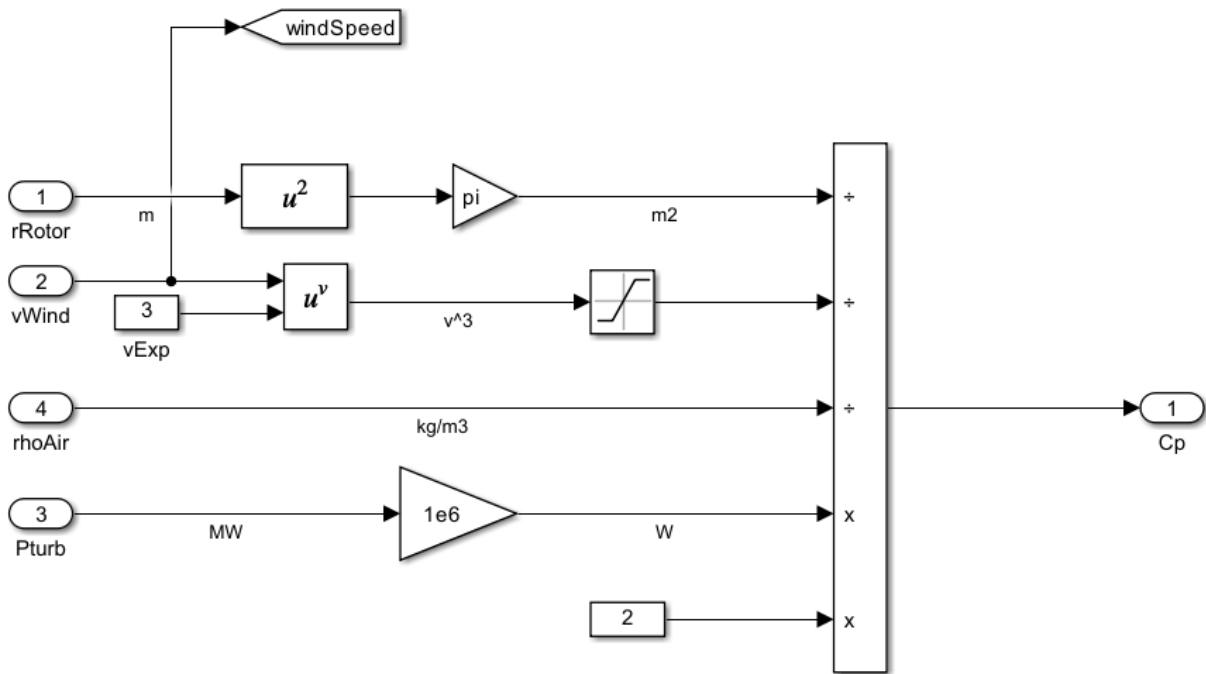 windSpeed
1
rRotor
m
u²
pi
m2
÷
2
vWind
3
vExp
uᵛ
v^3
÷
4
rhoAir
kg/m3
÷
1
Cp
3
Pturb
MW
1e6
W
x
2
x